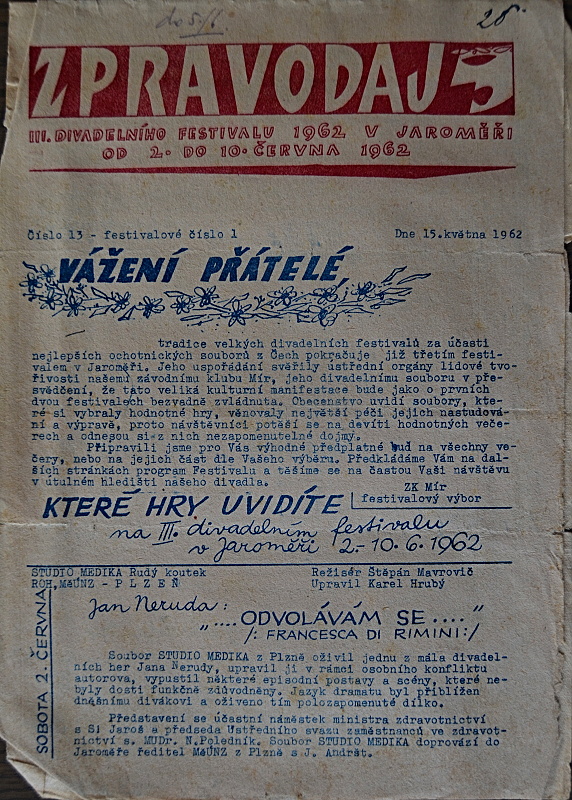 do 5./6.
28.
ZPRAVODAJ 5
III. DIVADELNÍHO FESTIVALU 1962 V JAROMĚŘI
OD 2. DO 10. ČERVNA 1962
Číslo 13 - festivalové číslo 1 Dne 15.května 1962
VÁŽENÍ PŘÁTELÉ
tradice velkých divadelních festivalů za účasti
nejlepších ochotnických souborů z Čech pokračuje již třetím festi-
valem v Jaroměři. Jeho uspořádání svěřily ústřední orgány lidové tvo-
řivosti našemu závodnímu klubu Mír, jeho divadelnímu souboru v pře-
svědčení, že tato veliká kulturní manifestace bude jako o prvních
dvou festivalech bezvadně zvládnuta. Obecenstvo uvidí soubory, kte-
ré si vybraly hodnotné hry, věnovaly největší péči jejich nastudová-
ní a výpravě, proto návštěvníci potěší se na devíti hodnotných veče-
rech a odnesou si z nich nezapomenutelné dojmy.
Připravili jsme pro Vás výhodné předplatné buď na všechny ve-
čery, nebo na jejich část dle Vašeho výběru. Předkládáme Vám na dal-
ších stránkách program Festivalu a těšíme se na častou Vaši návštěvu
v útulném hledišti našeho divadla.
ZK Mír
festivalový výbor
KTERÉ HRY UVIDÍTE
na III. divadelním festivalu
v Jaroměři 2.-10.6.1962
STUDIO MEDIKA Rudý koutek Režisér Štěpán Mavrovič
ROH,MěÚNZ - P L Z E Ň Upravil Karel Hrubý
SOBOTA 2. ČERVNA
Jan Neruda:
"....ODVOLÁVÁM SE...."
/: FRANCESCA DI RIMINI:/
Soubor STUDIO MEDIKA z Plzně oživil jednu z mála divadel-
ních her Jana Nerudy, upravil ji v rámci osobního konfliktu
autorova, vypustil některé episodní postavy a scény, které ne-
byly dosti funkčně zdůvodněny. Jazyk dramatu byl přiblížen
dnešnímu divákovi a oživeno tím polozapomenuté dílko.
Představení se účastní náměstek ministra zdravotnictví
s Si Jaroš a předseda Ústředního svazu zaměstnanců ve zdravot-
nictví s. MUDr. N.Poledník. Soubor STUDIO MEDIKA doprovází do
Jaroměře ředitel MěÚNZ z Plzně s J. Andršt.